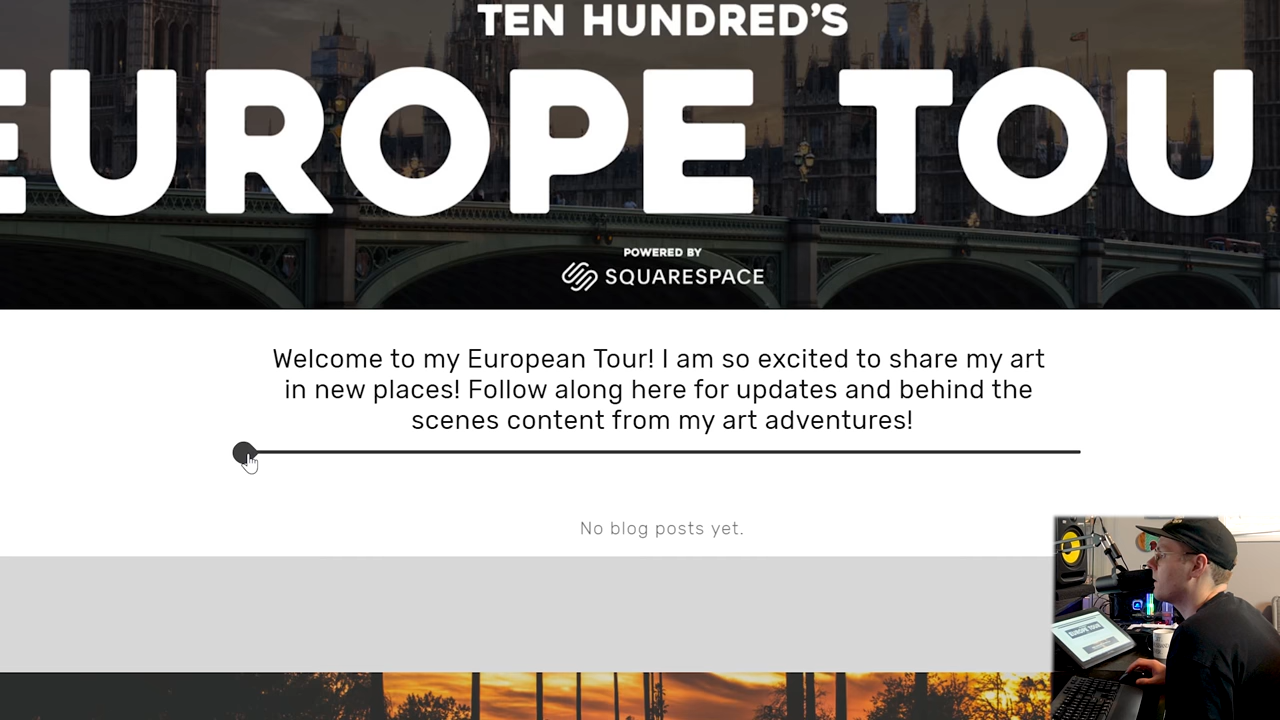 TEN HUNDRED'S
EUROPE TOU
POWERED BY
SQUARESPACE
Welcome to my European Tour! I am so excited to share my art
in new places! Follow along here for updates and behind the
scenes content from my art adventures!
No blog posts yet.
EUROPE TOUR